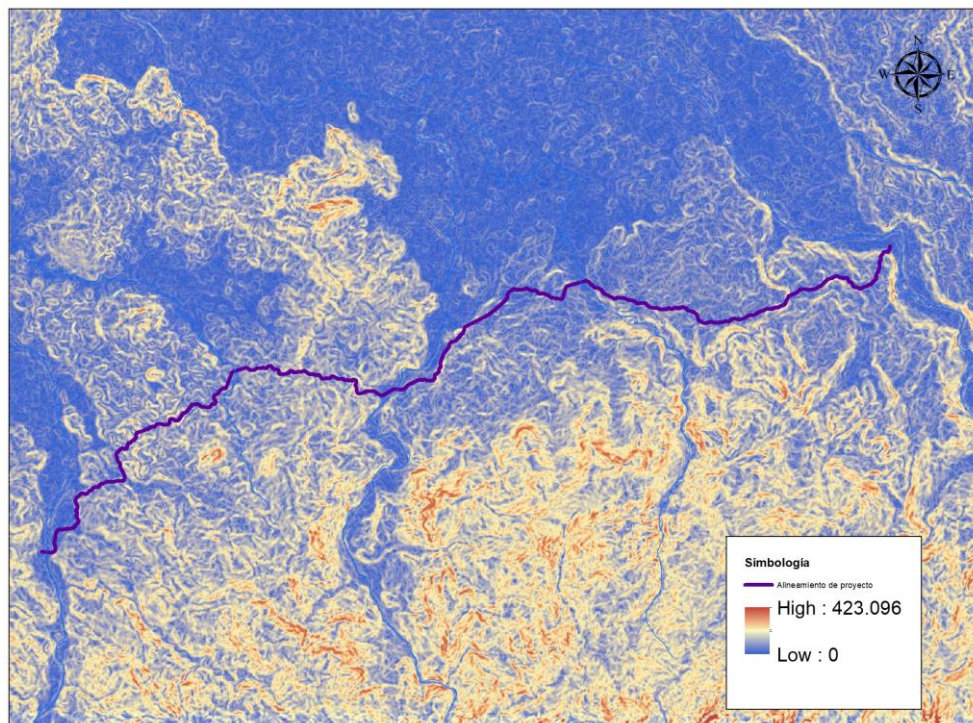 N
W E
S
Simbología
Alineamiento de proyecto
High : 423.096
Low : 0